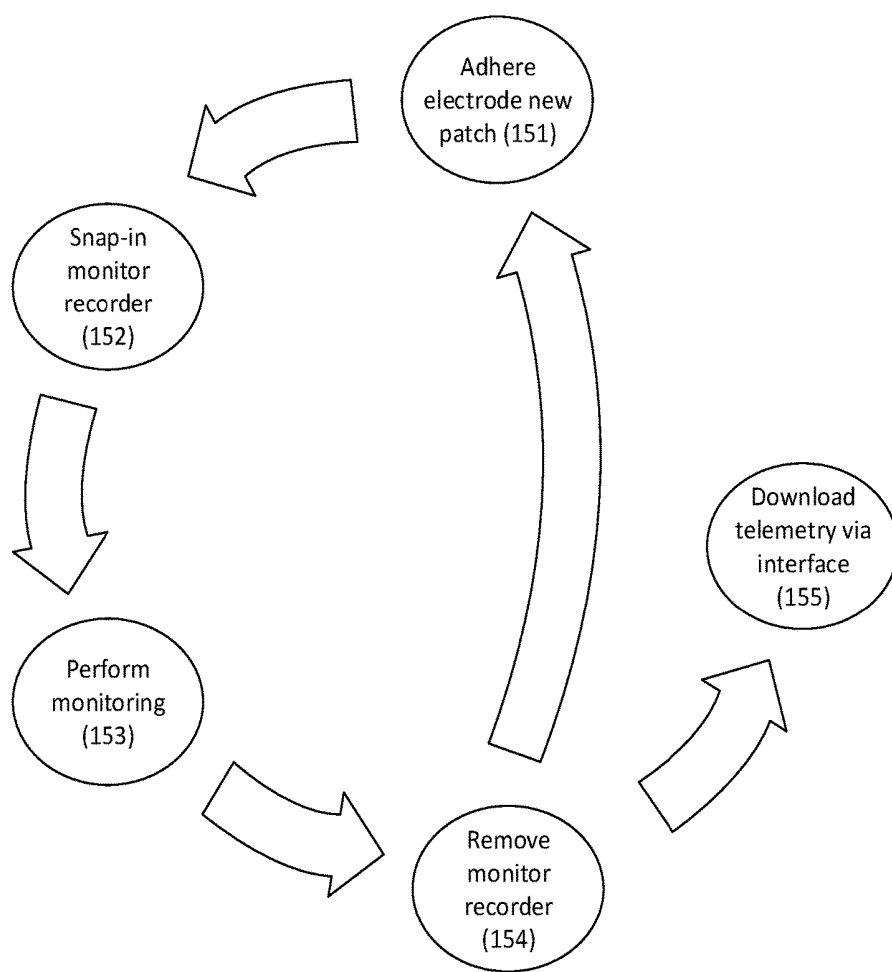 Adhere
electrode new
patch (151)
Snap-in
monitor
recorder
(152)
Perform
monitoring
(153)
Remove
monitor
recorder
(154)
Download
telemetry via
interface
(155)